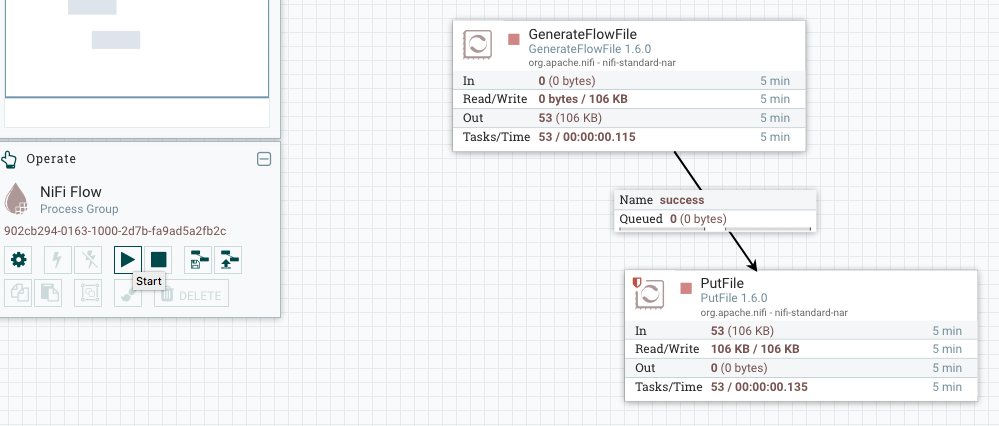 Operate
NiFi Flow
Process Group
902cb294-0163-1000-2d7b-fa9ad5a2fb2c
Start
DELETE
GenerateFlowFile
GenerateFlowFile 1.6.0
org.apache.nifi - nifi-standard-nar
In 0 (0 bytes) 5 min
Read/Write 0 bytes / 106 KB 5 min
Out 53 (106 KB) 5 min
Tasks/Time 53 / 00:00:00.115 5 min
Name success
Queued 0 (0 bytes)
PutFile
PutFile 1.6.0
org.apache.nifi - nifi-standard-nar
In 53 (106 KB) 5 min
Read/Write 106 KB / 106 KB 5 min
Out 0 (0 bytes) 5 min
Tasks/Time 53 / 00:00:00.135 5 min